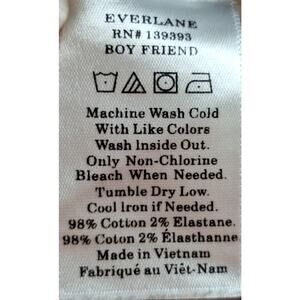 EVERLANE
RN# 139393
BOY FRIEND
Machine Wash Cold
With Like Colors
Wash Inside Out.
Only Non-Chlorine
Bleach When Needed.
Tumble Dry Low.
Cool Iron if Needed.
98% Cotton 2% Elastane.
98% Coton 2% Élasthanne
Made in Vietnam
Fabriqué au Viêt-Nam